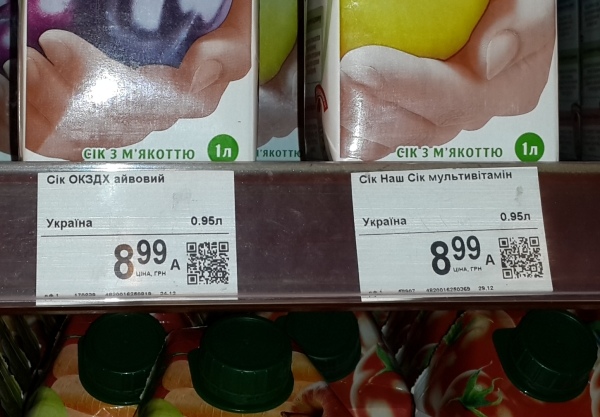 СІК З М'ЯКОТТЮ 1л
СІК З М'ЯКОТТЮ 1л
Сік ОКЗДХ айвовий
Україна 0.95л
8 99 А
ЦІНА, ГРН
Сік Наш Сік мультивітамін
Україна 0.95л
8 99 А
ЦІНА, ГРН